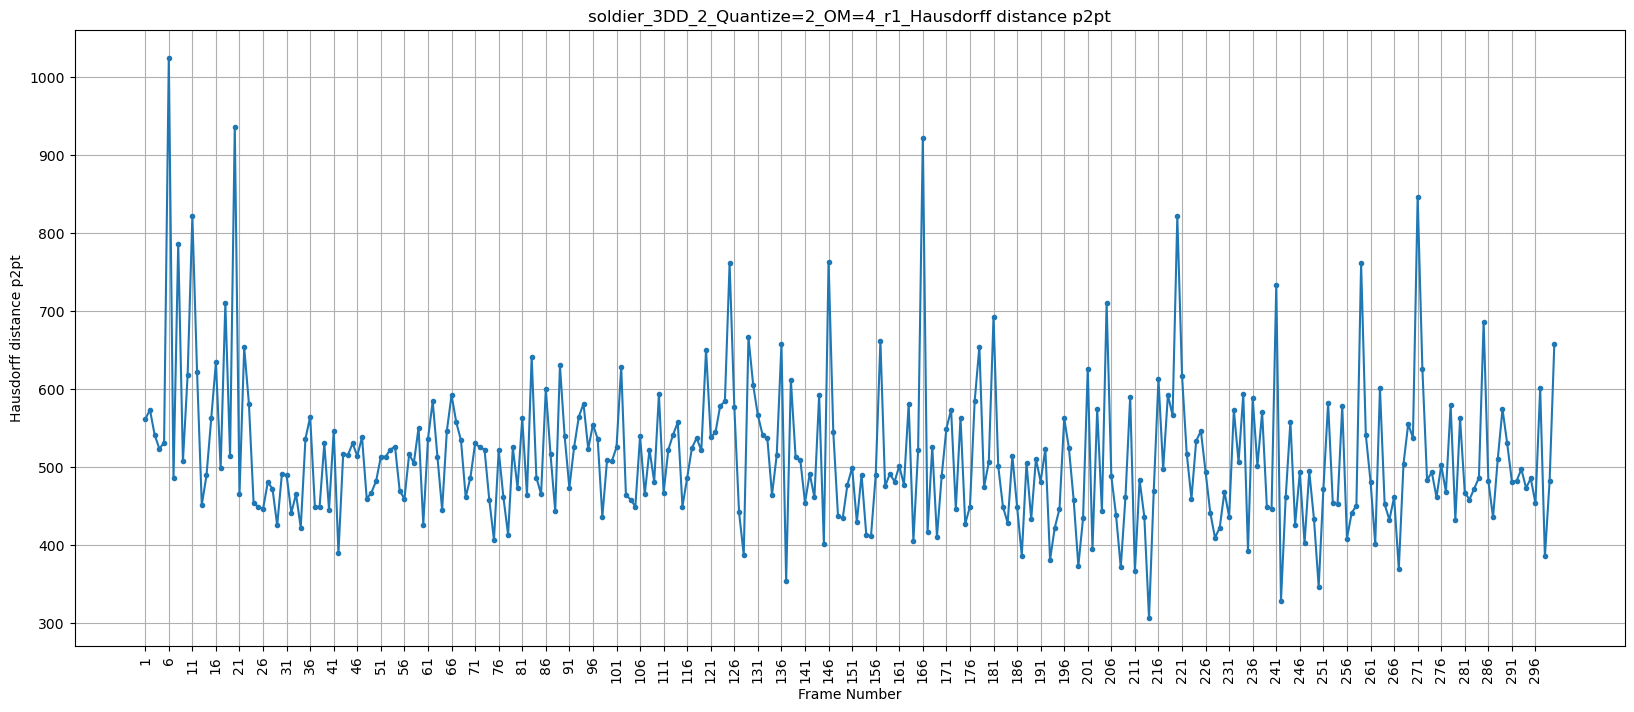 soldier_3DD_2_Quantize=2_OM=4_r1_Hausdorff distance p2pt
Hausdorff distance p2pt
1000
900
800
700
600
500
400
300
1 6 11 16 21 26 31 36 41 46 51 56 61 66 71 76 81 86 91 96 101 106 111 116 121 126 131 136 141 146 151 156 161 166 171 176 181 186 191 196 201 206 211 216 221 226 231 236 241 246 251 256 261 266 271 276 281 286 291 296
Frame Number